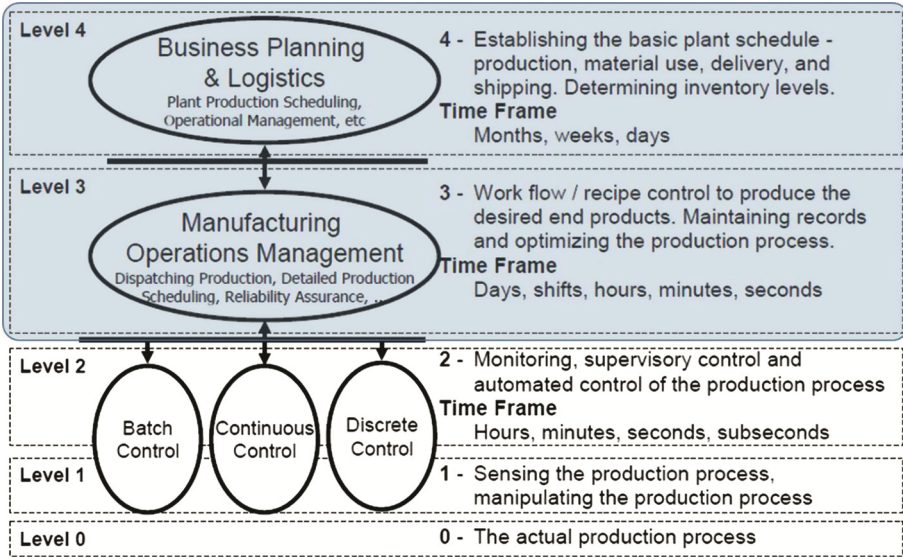 Level 4
Business Planning
& Logistics
Plant Production Scheduling,
Operational Management, etc
4 - Establishing the basic plant schedule -
production, material use, delivery, and
shipping. Determining inventory levels.
Time Frame
Months, weeks, days
Level 3
Manufacturing
Operations Management
Dispatching Production, Detailed Production
Scheduling, Reliability Assurance, ..
3 - Work flow / recipe control to produce the
desired end products. Maintaining records
and optimizing the production process.
Time Frame
Days, shifts, hours, minutes, seconds
Level 2
Batch
Control
Continuous
Control
Discrete
Control
2 - Monitoring, supervisory control and
automated control of the production process
Time Frame
Hours, minutes, seconds, subseconds
Level 1
1 - Sensing the production process,
manipulating the production process
Level 0
0 - The actual production process